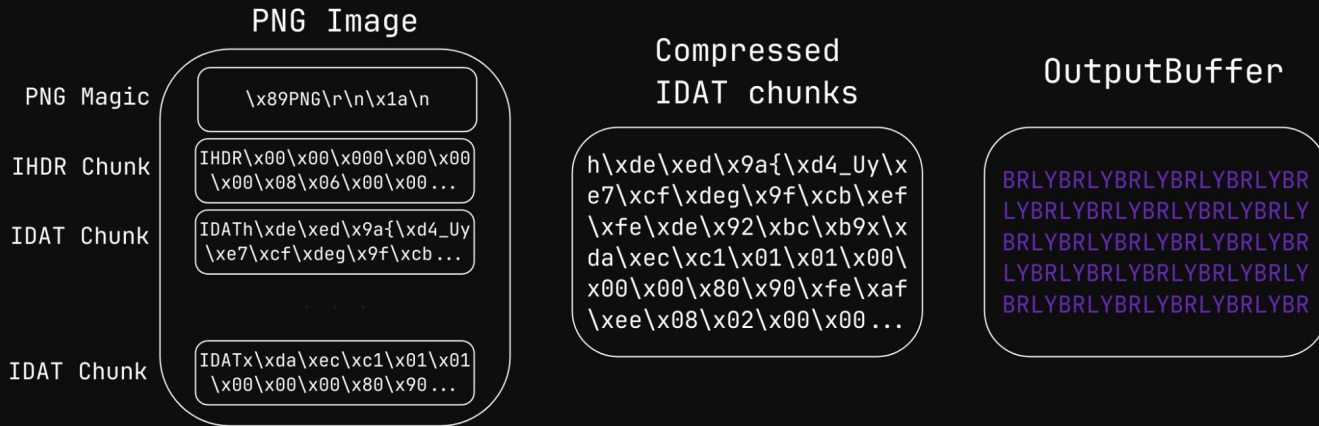 PNG Image
PNG Magic
\x89PNG\r\n\x1a\n
IHDR Chunk
IHDR\x00\x00\x000\x00\x00
\x00\x08\x06\x00\x00...
IDAT Chunk
IDATh\xde\xed\x9a{\xd4_Uy
\xe7\xcf\xdeg\x9f\xcb...
. . .
IDAT Chunk
IDATx\xda\xec\xc1\x01\x01
\x00\x00\x00\x80\x90...
Compressed
IDAT chunks
h\xde\xed\x9a{\xd4_Uy\x
e7\xcf\xdeg\x9f\xcb\xef
\xfe\xde\x92\xbc\xb9x\x
da\xec\xc1\x01\x01\x00\
x00\x00\x80\x90\xfe\xaf
\xee\x08\x02\x00\x00...
OutputBuffer
BRLYBRLYBRLYBRLYBRLYBR
LYBRLYBRLYBRLYBRLYBRLY
BRLYBRLYBRLYBRLYBRLYBR
LYBRLYBRLYBRLYBRLYBRLY
BRLYBRLYBRLYBRLYBRLYBR